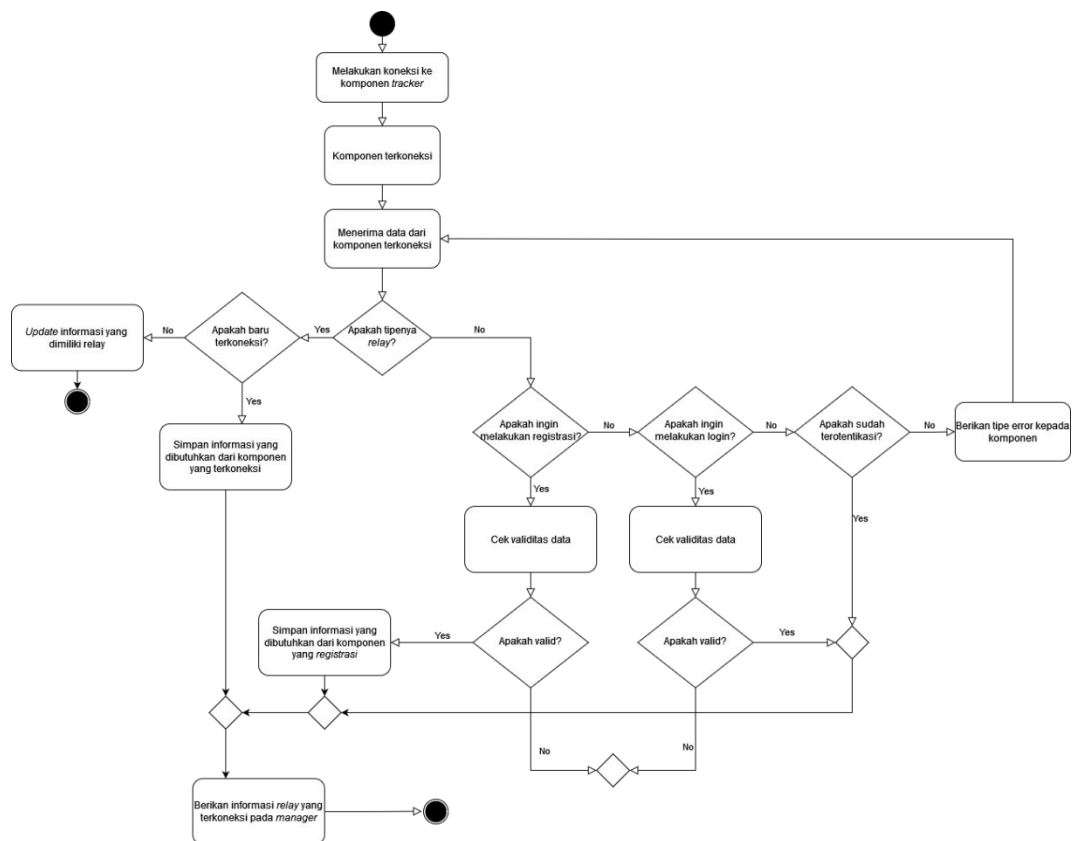 Melakukan koneksi ke
komponen tracker
Komponen terkoneksi
Menerima data dari
komponen terkoneksi
Update informasi yang
dimiliki relay
No
Apakah baru
terkoneksi?
Yes
Apakah tipenya
relay?
No
Yes
Simpan informasi yang
dibutuhkan dari komponen
yang terkoneksi
Apakah ingin
melakukan registrasi?
No
Apakah ingin
melakukan login?
No
Apakah sudah
terotentikasi?
No
Berikan tipe error kepada
komponen
Yes
Yes
Yes
Cek validitas data
Cek validitas data
Simpan informasi yang
dibutuhkan dari komponen
yang registrasi
Yes
Apakah valid?
Apakah valid?
Yes
No
No
Berikan informasi relay yang
terkoneksi pada manager